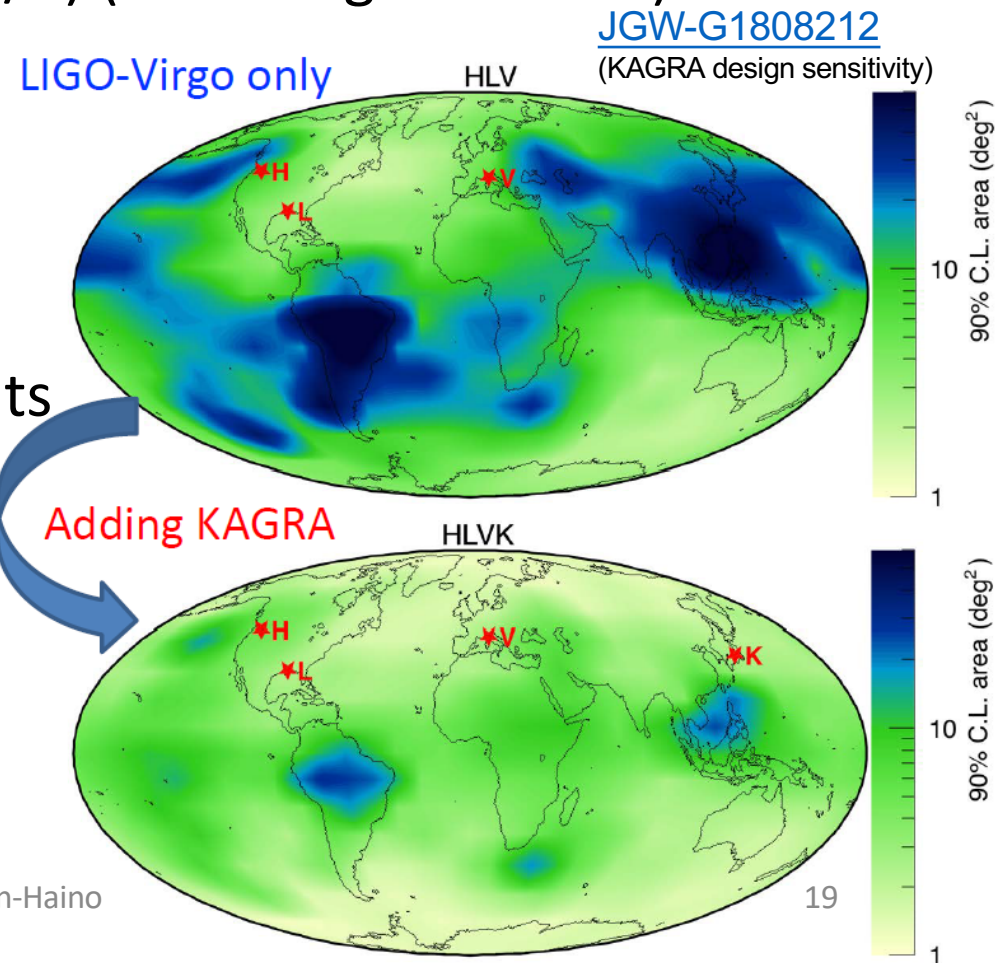 JGW-G1808212
LIGO-Virgo only
(KAGRA design sensitivity)
HLV
H
L
V
10
1
90% C.L. area (deg²)
ts
Adding KAGRA
HLVK
H
L
V
K
10
1
90% C.L. area (deg²)
n-Haino
19